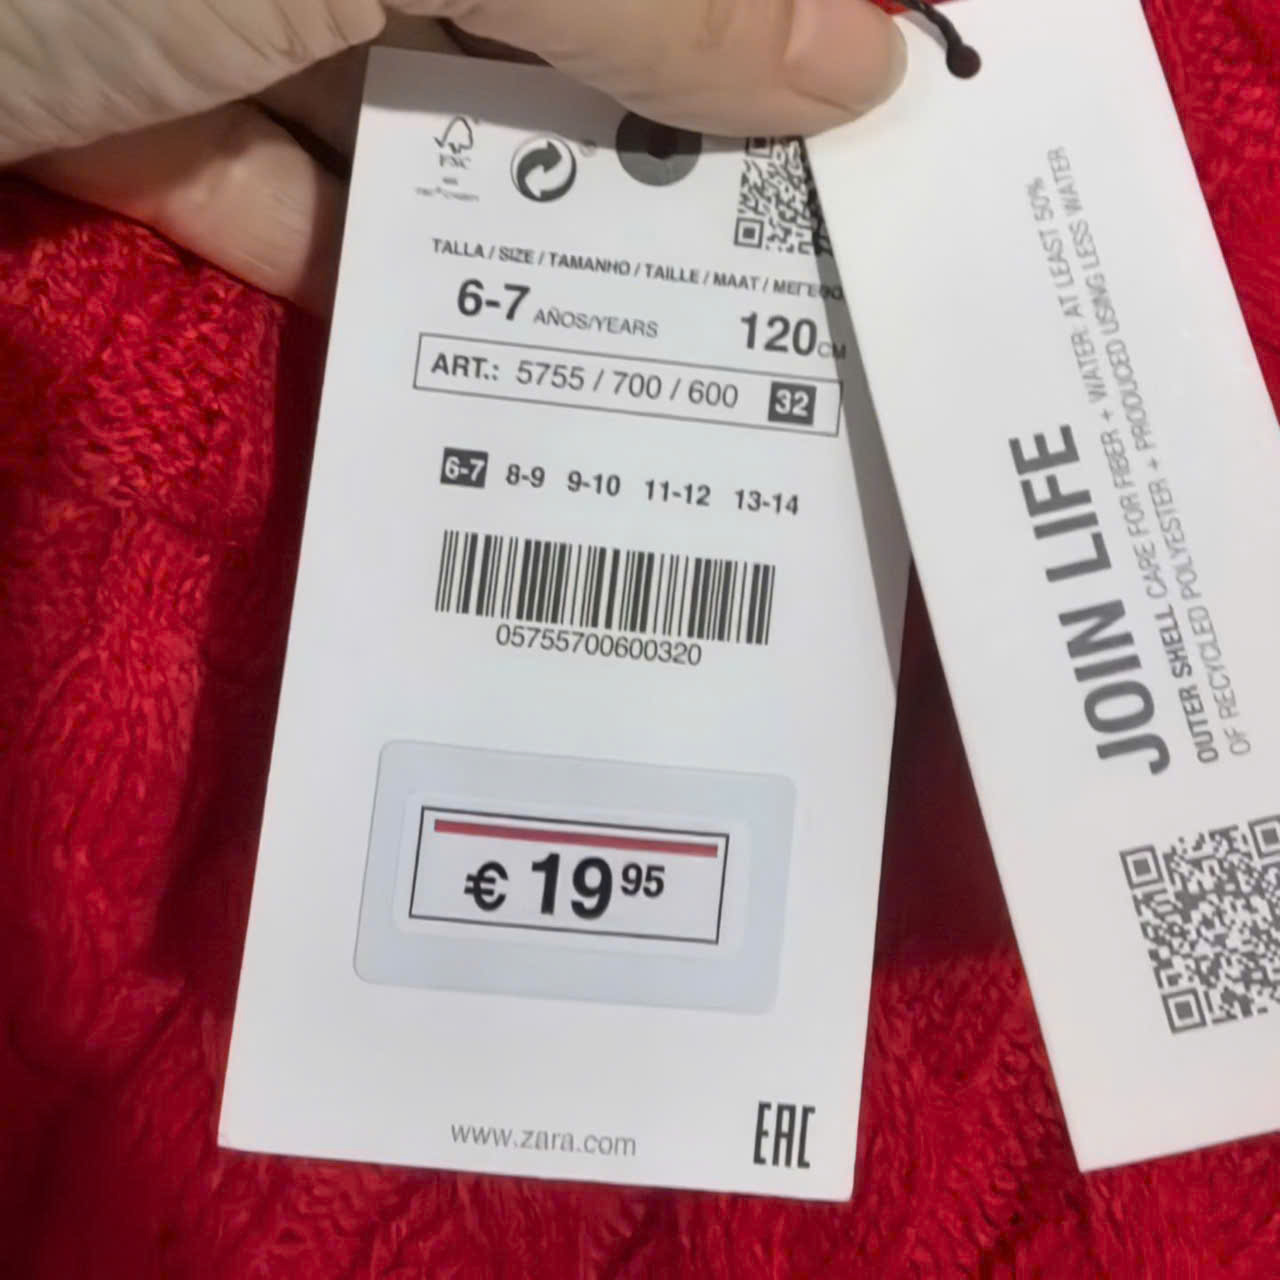 FSC
TALLA / SIZE / TAMANHO / TAILLE / MAAT /
6-7 AÑOS/YEARS 120 CM
ART.: 5755 / 700 / 600 32
6-7 8-9 9-10 11-12 13-14
05755700600320
€ 19 95
www.zara.com
EAC
JOIN LIFE
OUTER SHELL CARE FOR FIBER + WATER: AT LEAST 50%
OF RECYCLED POLYESTER + PRODUCED USING LESS WATER